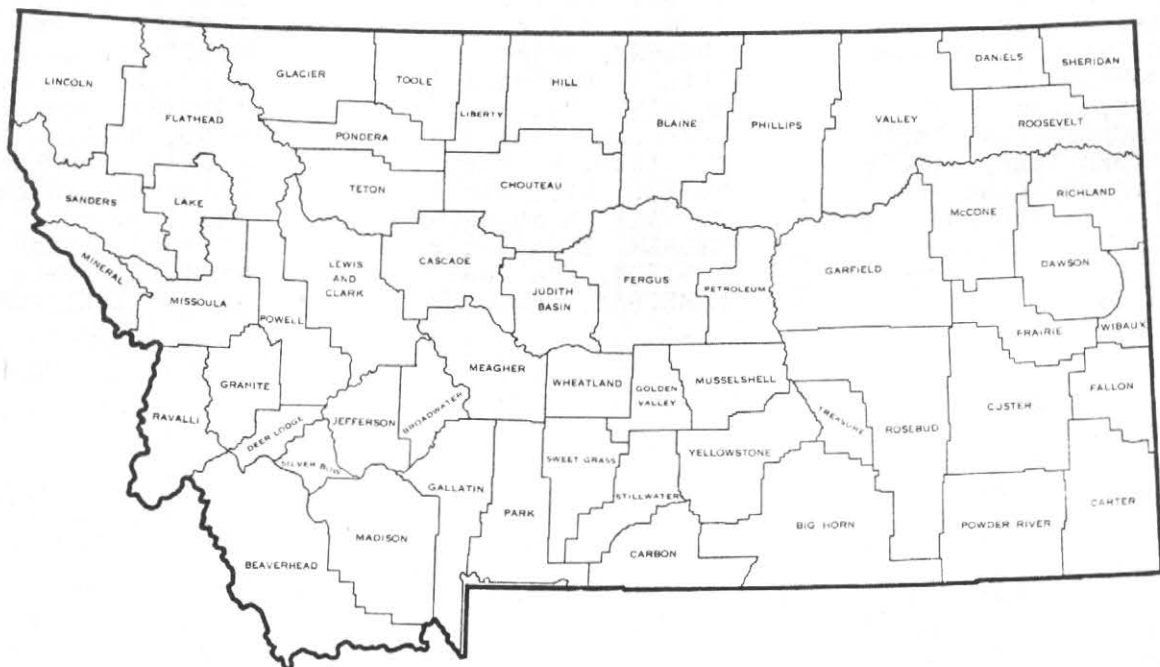 LINCOLN
FLATHEAD
GLACIER
TOOLE
LIBERTY
HILL
BLAINE
PHILLIPS
VALLEY
DANIELS
SHERIDAN
ROOSEVELT
PONDERA
TETON
CHOUTEAU
SANDERS
LAKE
MINERAL
MISSOULA
POWELL
LEWIS
AND
CLARK
CASCADE
JUDITH
BASIN
FERGUS
PETROLEUM
GARFIELD
McCONE
RICHLAND
DAWSON
PRAIRIE
WIBAUX
RAVALLI
GRANITE
DEER LODGE
SILVER BOW
JEFFERSON
BROADWATER
MEAGHER
WHEATLAND
GOLDEN
VALLEY
MUSSELSHELL
TREASURE
ROSEBUD
CUSTER
FALLON
BEAVERHEAD
MADISON
GALLATIN
PARK
SWEET GRASS
STILLWATER
YELLOWSTONE
CARBON
BIG HORN
POWDER RIVER
CARTER